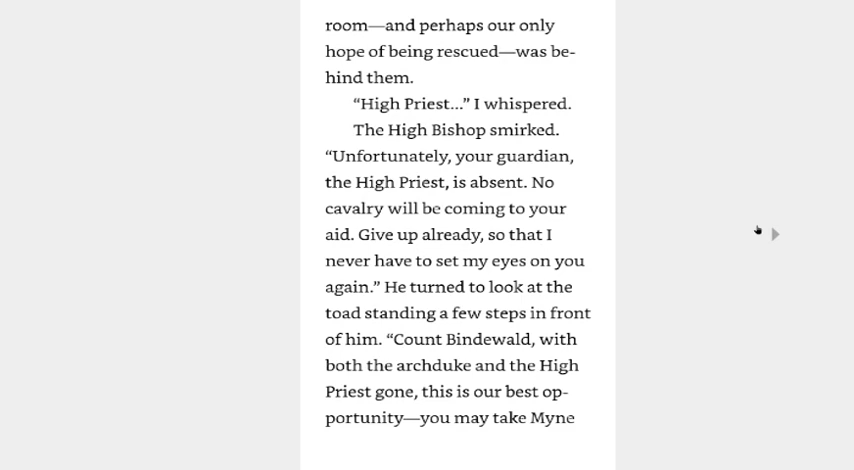 room—and perhaps our only
hope of being rescued—was be-
hind them.
“High Priest...” I whispered.
The High Bishop smirked.
“Unfortunately, your guardian,
the High Priest, is absent. No
cavalry will be coming to your
aid. Give up already, so that I
never have to set my eyes on you
again.” He turned to look at the
toad standing a few steps in front
of him. “Count Bindewald, with
both the archduke and the High
Priest gone, this is our best op-
portunity—you may take Myne